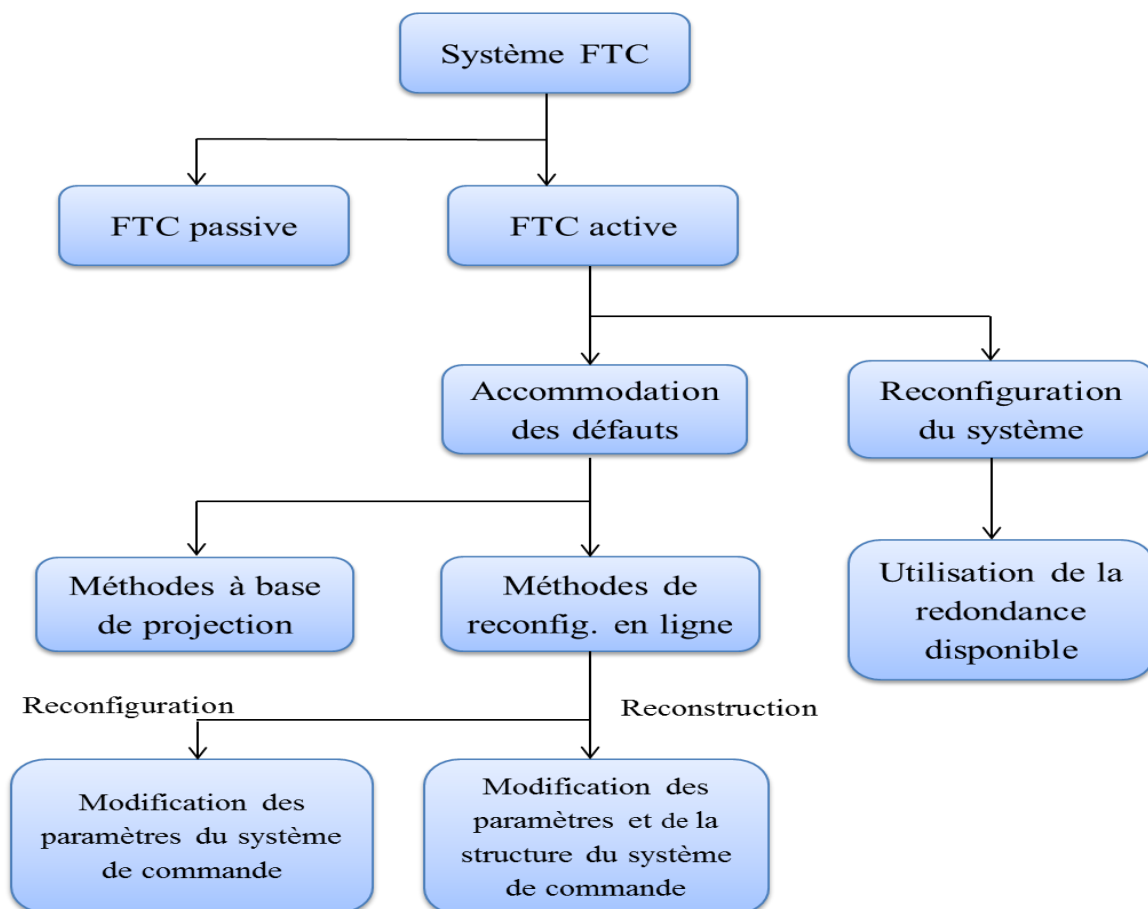 Système FTC
FTC passive
FTC active
Accommodation
des défauts
Reconfiguration
du système
Méthodes à base
de projection
Méthodes de
reconfig. en ligne
Utilisation de la
redondance
disponible
Reconfiguration
Reconstruction
Modification des
paramètres du système
de commande
Modification des
paramètres et de la
structure du système
de commande